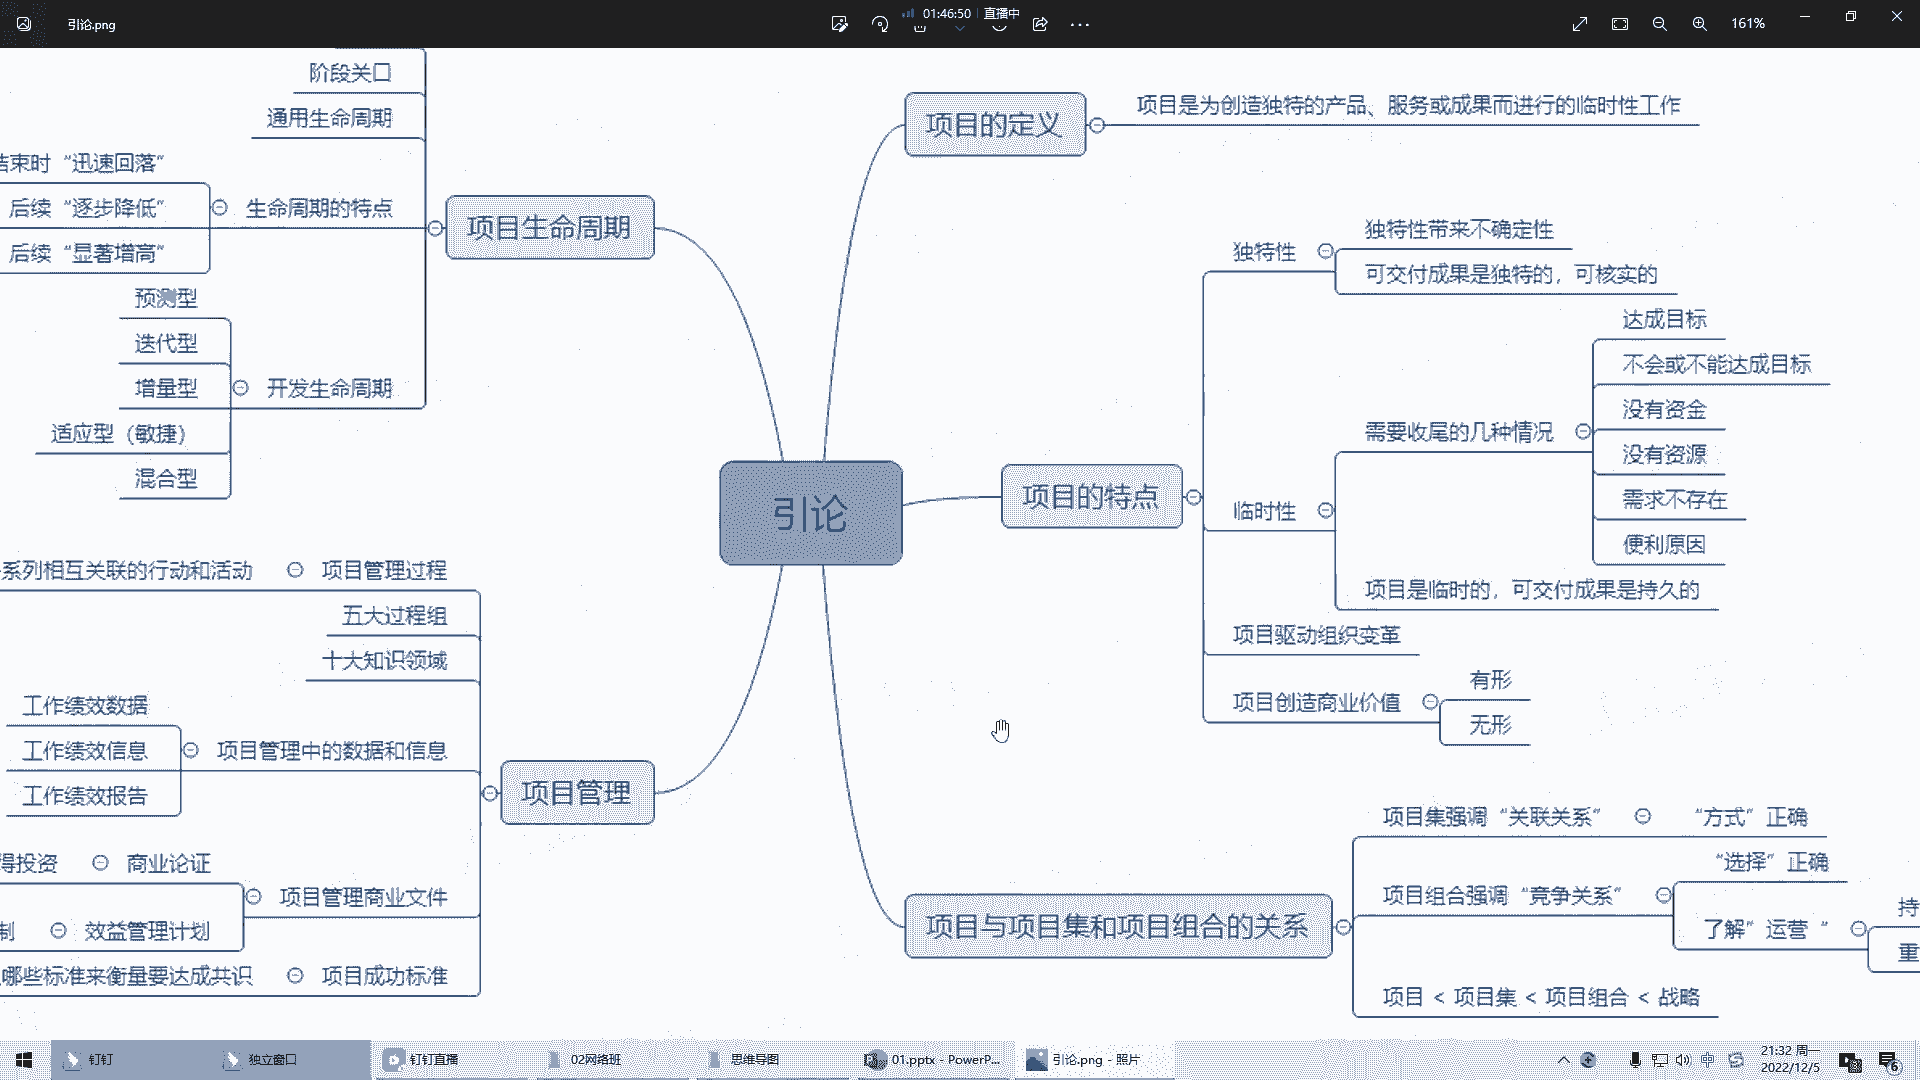 引论.png
01:46:50 直播中
161%
阶段关口
通用生命周期
结束时“迅速回落”
后续“逐步降低”
后续“显著增高”
生命周期的特点
预测型
迭代型
增量型
适应型（敏捷）
混合型
开发生命周期
项目生命周期
项目的定义
项目是为创造独特的产品、服务或成果而进行的临时性工作
引论
项目的特点
独特性
独特性带来不确定性
可交付成果是独特的，可核实的
临时性
需要收尾的几种情况
达成目标
不会或不能达成目标
没有资金
没有资源
需求不存在
便利原因
项目是临时的，可交付成果是持久的
项目驱动组织变革
项目创造商业价值
有形
无形
系列相互关联的行动和活动
项目管理过程
五大过程组
十大知识领域
工作绩效数据
工作绩效信息
工作绩效报告
项目管理中的数据和信息
项目管理
得投资
商业论证
制
效益管理计划
项目管理商业文件
哪些标准来衡量要达成共识
项目成功标准
项目与项目集和项目组合的关系
项目集强调“关联关系”
“方式”正确
项目组合强调“竞争关系”
“选择”正确
了解”运营“
持
重
项目 < 项目集 < 项目组合 < 战略
钉钉
独立窗口
钉钉直播
02网络班
思维导图
01.pptx - PowerP...
引论.png - 照片
中
21:32 周一
2022/12/5
6